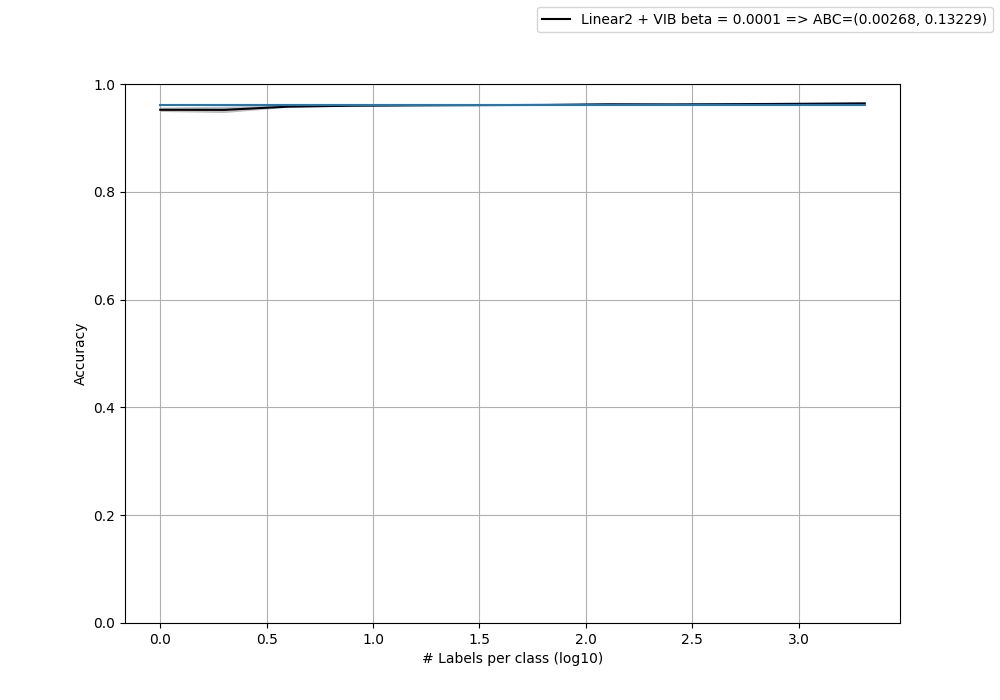 Linear2 + VIB beta = 0.0001 => ABC=(0.00268, 0.13229)
1.0
0.8
0.6
0.4
0.2
0.0
Accuracy
0.0 0.5 1.0 1.5 2.0 2.5 3.0
# Labels per class (log10)